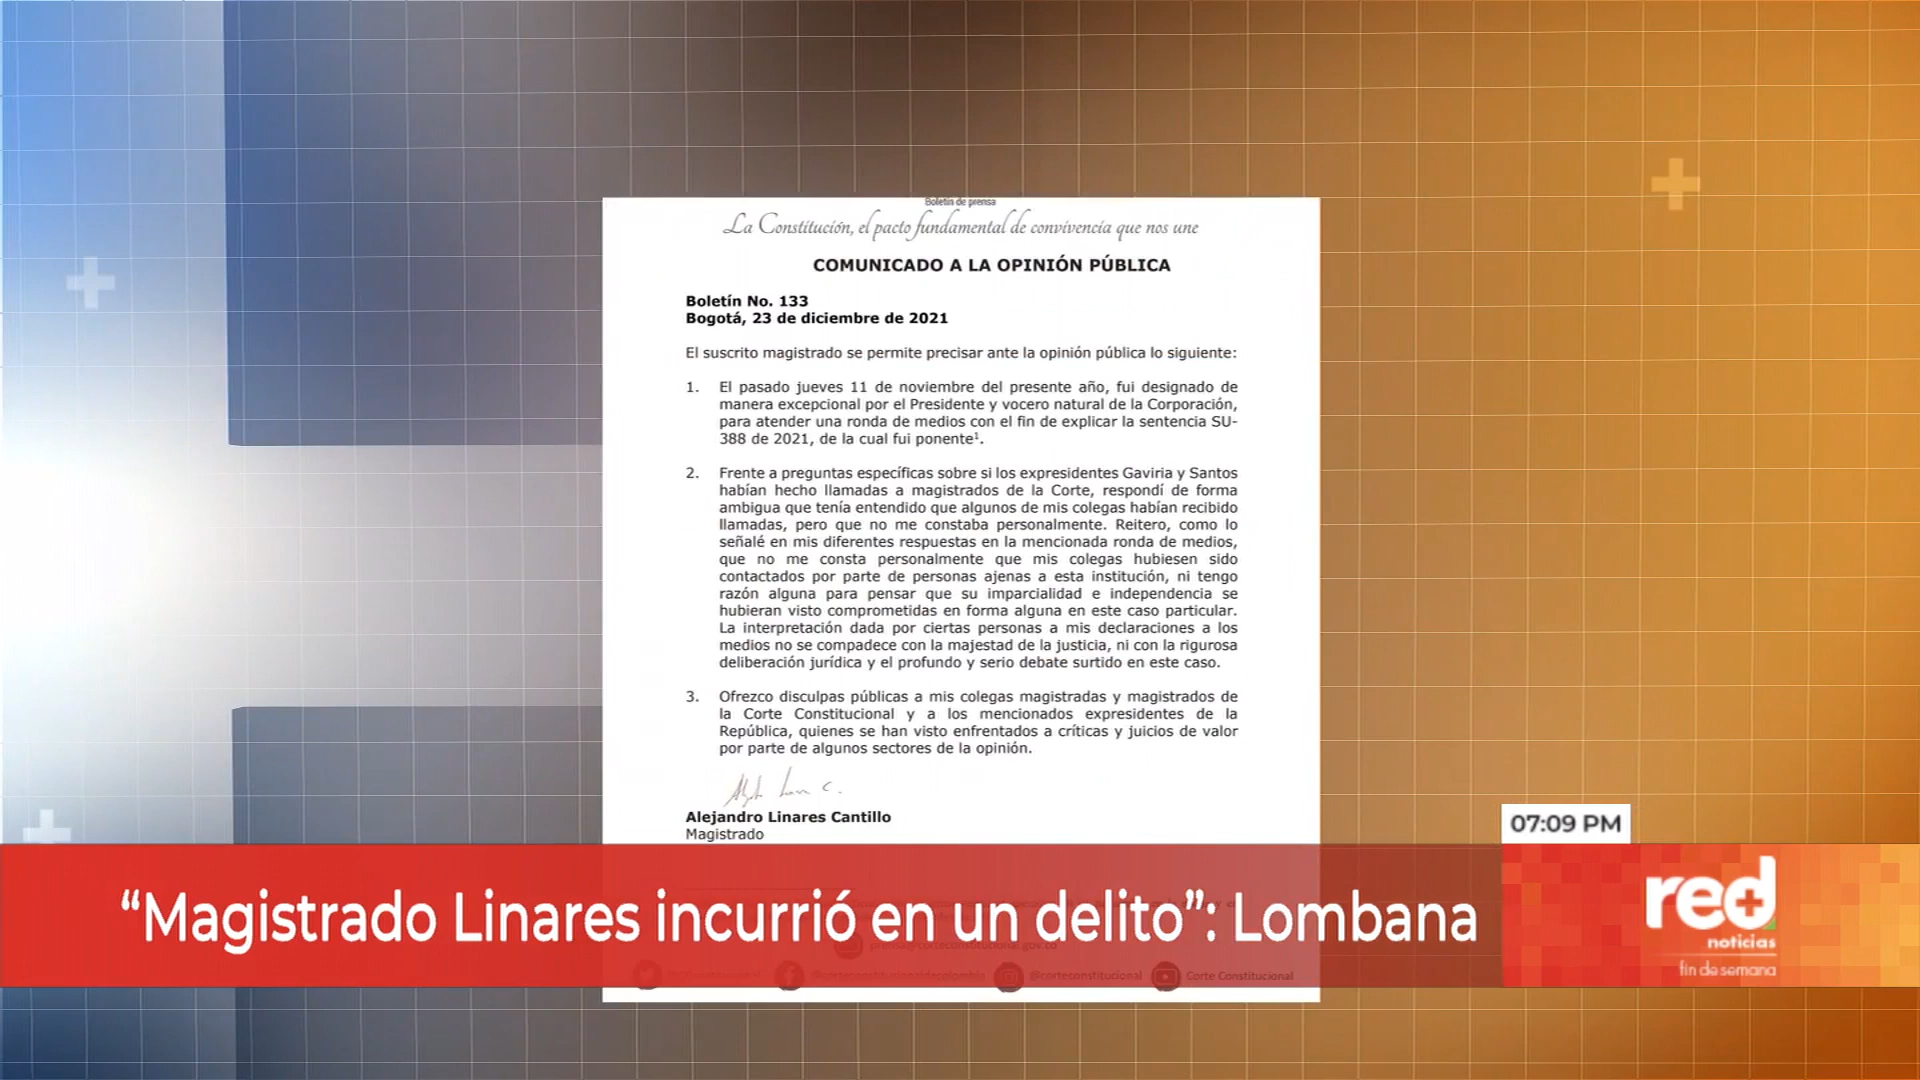 Boletín de prensa
La Constitución, el pacto fundamental de convivencia que nos une
COMUNICADO A LA OPINIÓN PÚBLICA
Boletín No. 133
Bogotá, 23 de diciembre de 2021
El suscrito magistrado se permite precisar ante la opinión pública lo siguiente:
1. El pasado jueves 11 de noviembre del presente año, fui designado de
manera excepcional por el Presidente y vocero natural de la Corporación,
para atender una ronda de medios con el fin de explicar la sentencia SU-
388 de 2021, de la cual fui ponente¹.
2. Frente a preguntas específicas sobre si los expresidentes Gaviria y Santos
habían hecho llamadas a magistrados de la Corte, respondí de forma
ambigua que tenía entendido que algunos de mis colegas habían recibido
llamadas, pero que no me constaba personalmente. Reitero, como lo
señalé en mis diferentes respuestas en la mencionada ronda de medios,
que no me consta personalmente que mis colegas hubiesen sido
contactados por parte de personas ajenas a esta institución, ni tengo
razón alguna para pensar que su imparcialidad e independencia se
hubieran visto comprometidas en forma alguna en este caso particular.
La interpretación dada por ciertas personas a mis declaraciones a los
medios no se compadece con la majestad de la justicia, ni con la rigurosa
deliberación jurídica y el profundo y serio debate surtido en este caso.
3. Ofrezco disculpas públicas a mis colegas magistradas y magistrados de
la Corte Constitucional y a los mencionados expresidentes de la
República, quienes se han visto enfrentados a críticas y juicios de valor
por parte de algunos sectores de la opinión.
Alejandro Linares Cantillo
Magistrado
07:09 PM
“Magistrado Linares incurrió en un delito”: Lombana
red+
noticias
fin de semana
prensa@corteconstitucional.gov.co
@corteconstitucional
Corte Constitucional